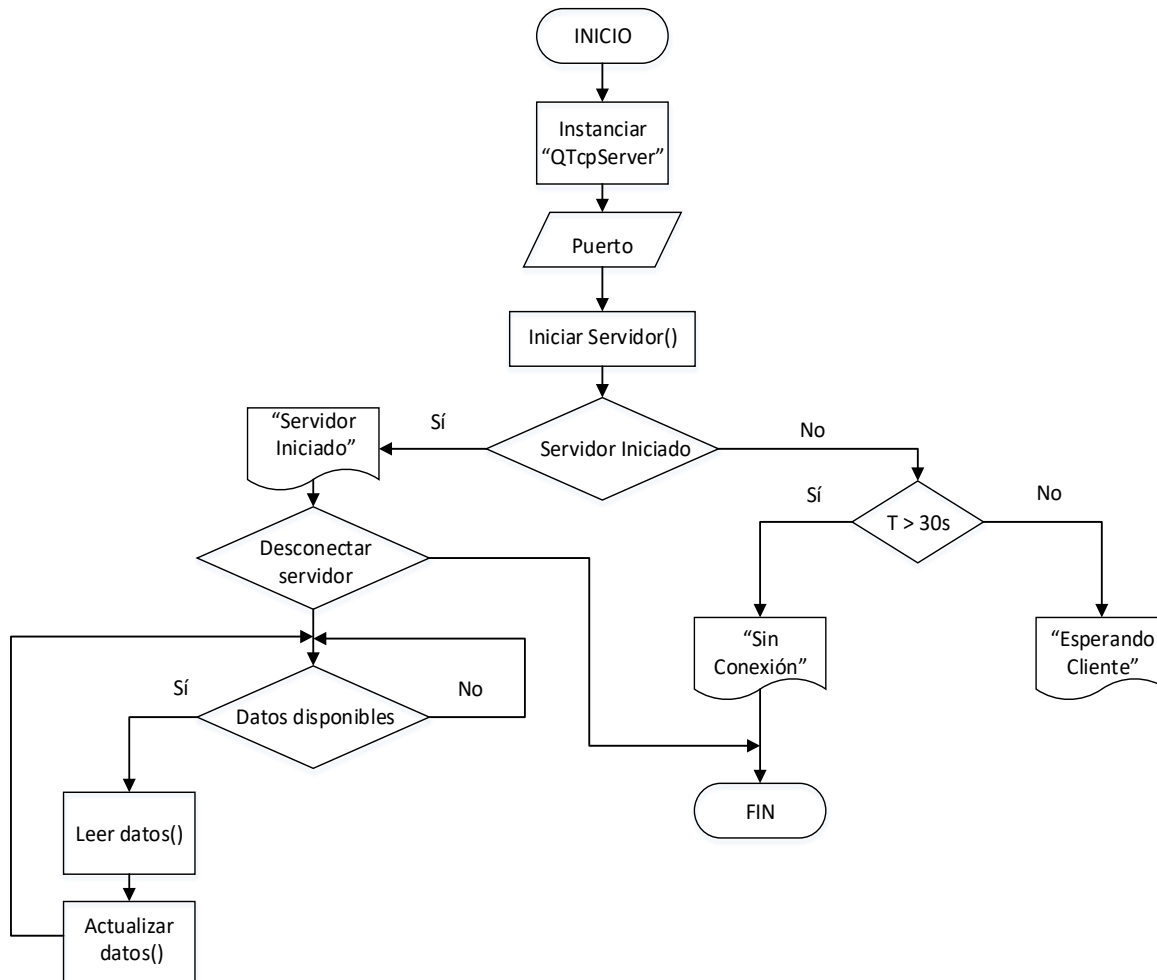 INICIO
Instanciar
“QTcpServer”
Puerto
Iniciar Servidor()
Servidor Iniciado
Sí
No
“Servidor
Iniciado”
T > 30s
Sí
No
Desconectar
servidor
“Sin
Conexión”
“Esperando
Cliente”
Datos disponibles
Sí
No
Leer datos()
Actualizar
datos()
FIN